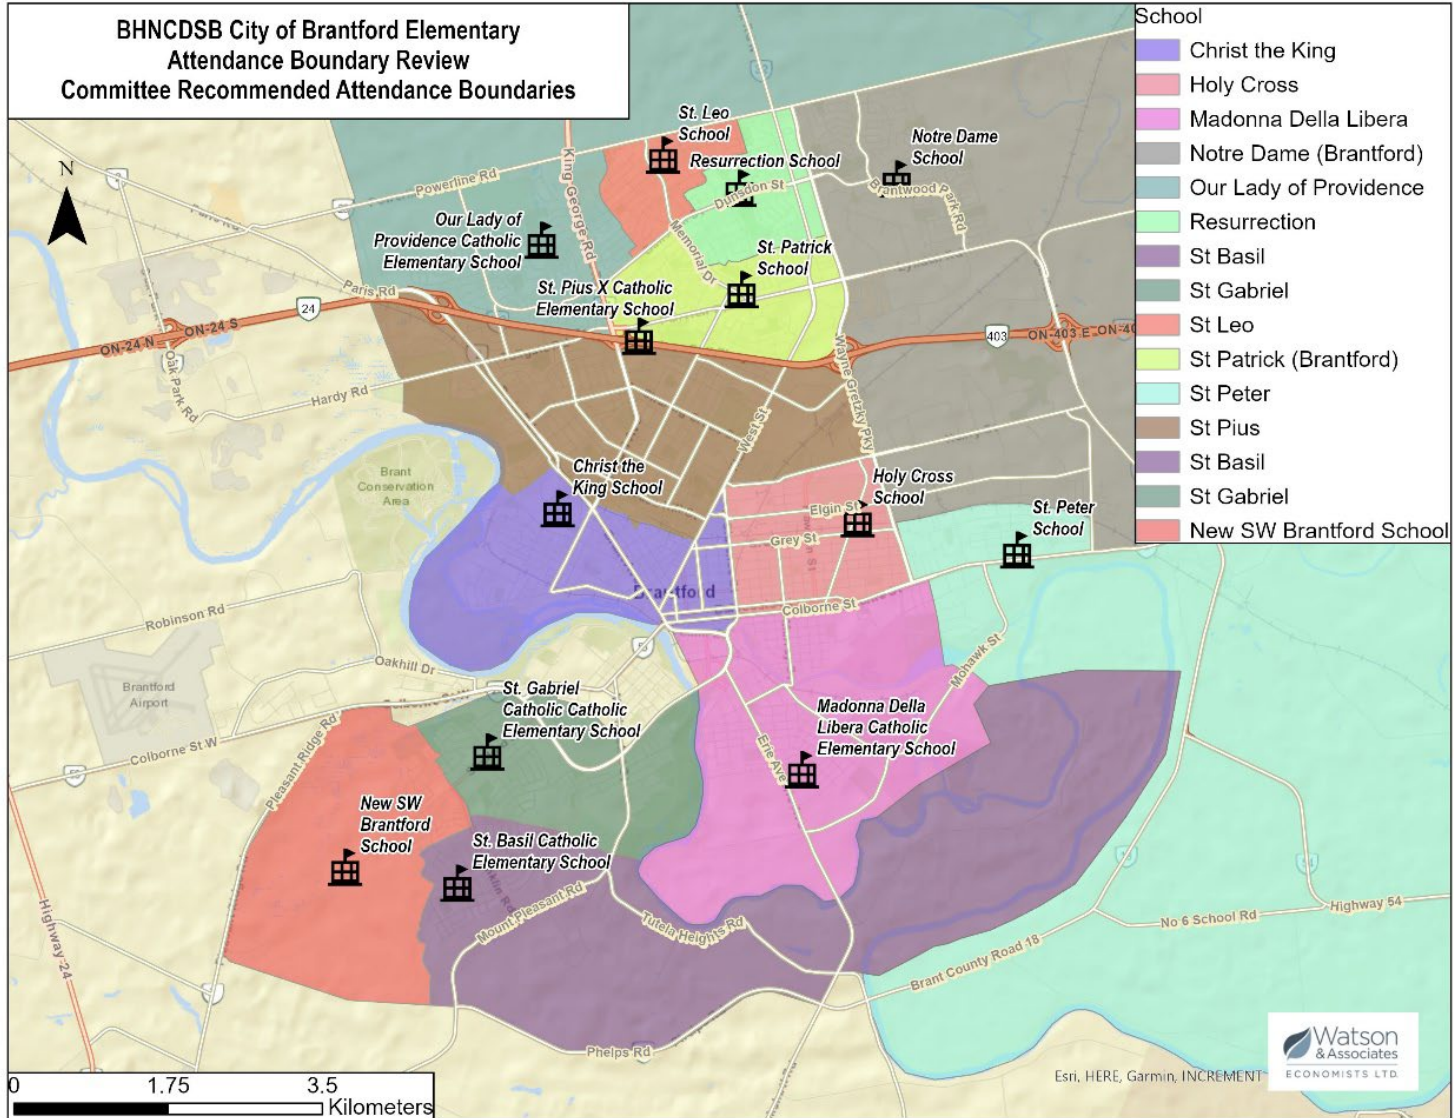 BHNCDSB City of Brantford Elementary
Attendance Boundary Review
Committee Recommended Attendance Boundaries
School
Christ the King
Holy Cross
Madonna Della Libera
Notre Dame (Brantford)
Our Lady of Providence
Resurrection
St Basil
St Gabriel
St Leo
St Patrick (Brantford)
St Peter
St Pius
St Basil
St Gabriel
New SW Brantford School
N
St. Leo
School
Resurrection School
Notre Dame
School
Powerline Rd
King George Rd
Dunsdon St
Brantwood Park Rd
Our Lady of
Providence Catholic
Elementary School
Memorial Dr
St. Patrick
School
Paris Rd
St. Pius X Catholic
Elementary School
24
ON-24 N
ON-24 S
403
ON-403 E
Oak Park Rd
Hardy Rd
Wayne Gretzky Pky
West St
Brant
Conservation
Area
Christ the
King School
Holy Cross
School
Elgin St
Grey St
St. Peter
School
Brantford
Colborne St
Robinson Rd
Oakhill Dr
Mohawk St
Brantford
Airport
St. Gabriel
Catholic Catholic
Elementary School
Madonna Della
Libera Catholic
Elementary School
Colborne St W
Pleasant Ridge Rd
Erie Ave
New SW
Brantford
School
St. Basil Catholic
Elementary School
Mount Pleasant Rd
Tutela Heights Rd
Highway 24
Highway 54
No 6 School Rd
Brant County Road 18
Phelps Rd
0 1.75 3.5
Kilometers
Esri, HERE, Garmin, INCREMENT
Watson
& Associates
ECONOMISTS LTD.